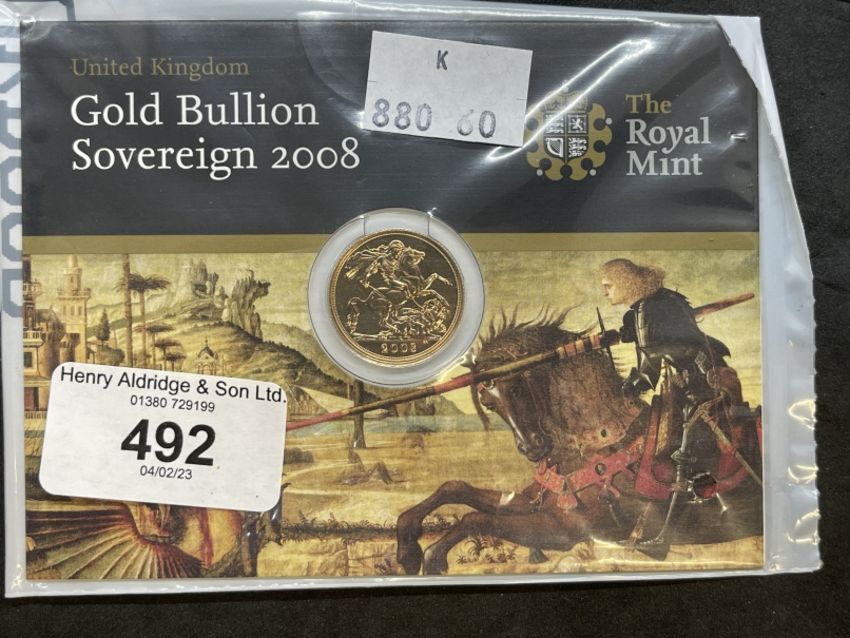 United Kingdom
Gold Bullion
Sovereign 2008
K
880 .60
The
Royal
Mint
2008
Henry Aldridge & Son Ltd.
01380 729199
492
04/02/23